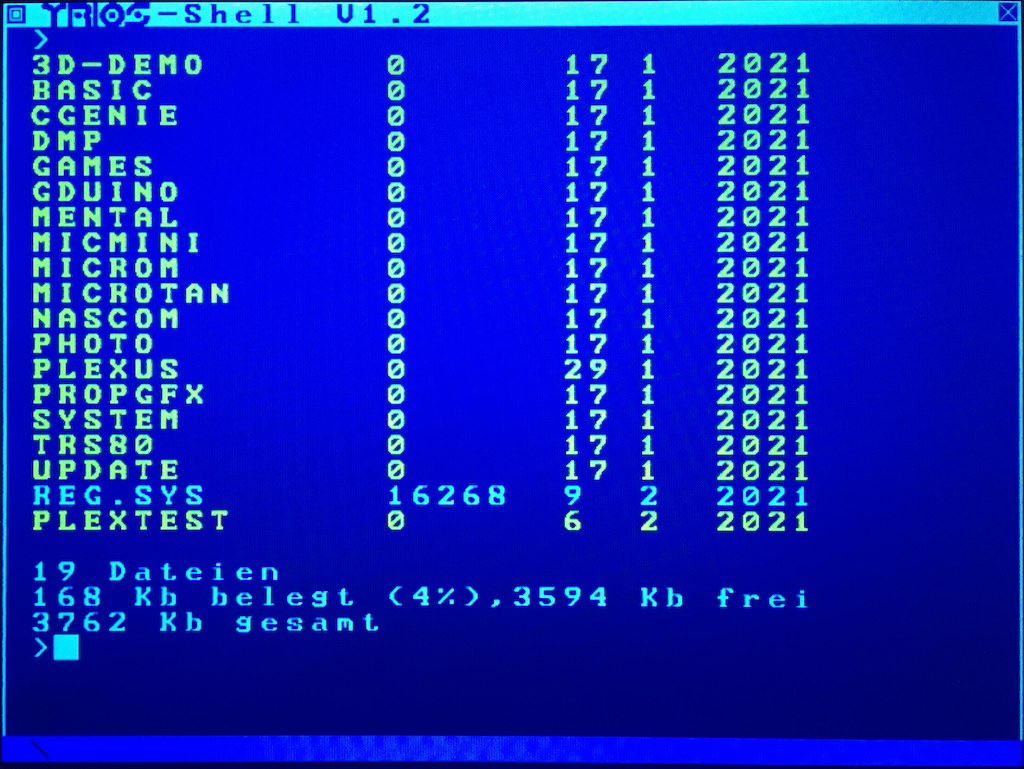 TRIOS-Shell V1.2
>
3D-DEMO 0 17 1 2021
BASIC 0 17 1 2021
CGENIE 0 17 1 2021
DMP 0 17 1 2021
GAMES 0 17 1 2021
GDUINO 0 17 1 2021
MENTAL 0 17 1 2021
MICMINI 0 17 1 2021
MICROM 0 17 1 2021
MICROTAN 0 17 1 2021
NASCOM 0 17 1 2021
PHOTO 0 17 1 2021
PLEXUS 0 29 1 2021
PROPGFX 0 17 1 2021
SYSTEM 0 17 1 2021
TRS80 0 17 1 2021
UPDATE 0 17 1 2021
REG.SYS 16268 9 2 2021
PLEXTEST 0 6 2 2021
19 Dateien
168 Kb belegt (4%),3594 Kb frei
3762 Kb gesamt
>